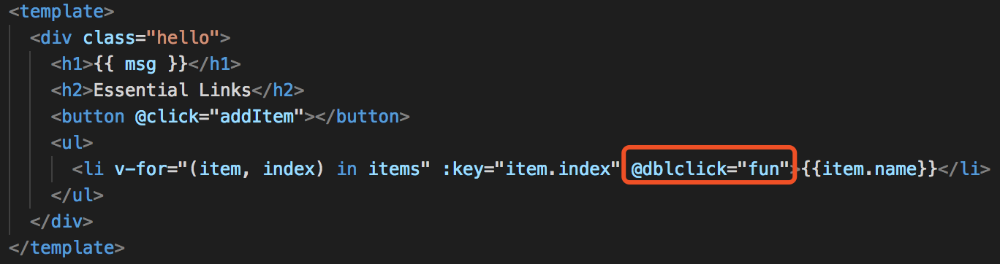 <template>
<div class="hello">
<h1>{{ msg }}</h1>
<h2>Essential Links</h2>
<button @click="addItem"></button>
<ul>
<li v-for="(item, index) in items" :key="item.index" @dblclick="fun">{{item.name}}</li>
</ul>
</div>
</template>